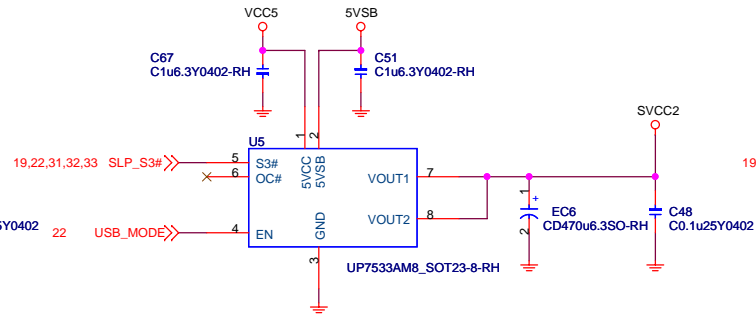 VCC5
5VSB
C67
C1u6.3Y0402-RH
C51
C1u6.3Y0402-RH
SVCC2
1
2
U5
19,22,31,32,33 SLP_S3#
5
S3#
6
OC#
5VCC
5VSB
VOUT1
7
19
VOUT2
8
GND
5Y0402
22 USB_MODE
4
EN
3
1
+
2
EC6
CD470u6.3SO-RH
C48
C0.1u25Y0402
UP7533AM8_SOT23-8-RH